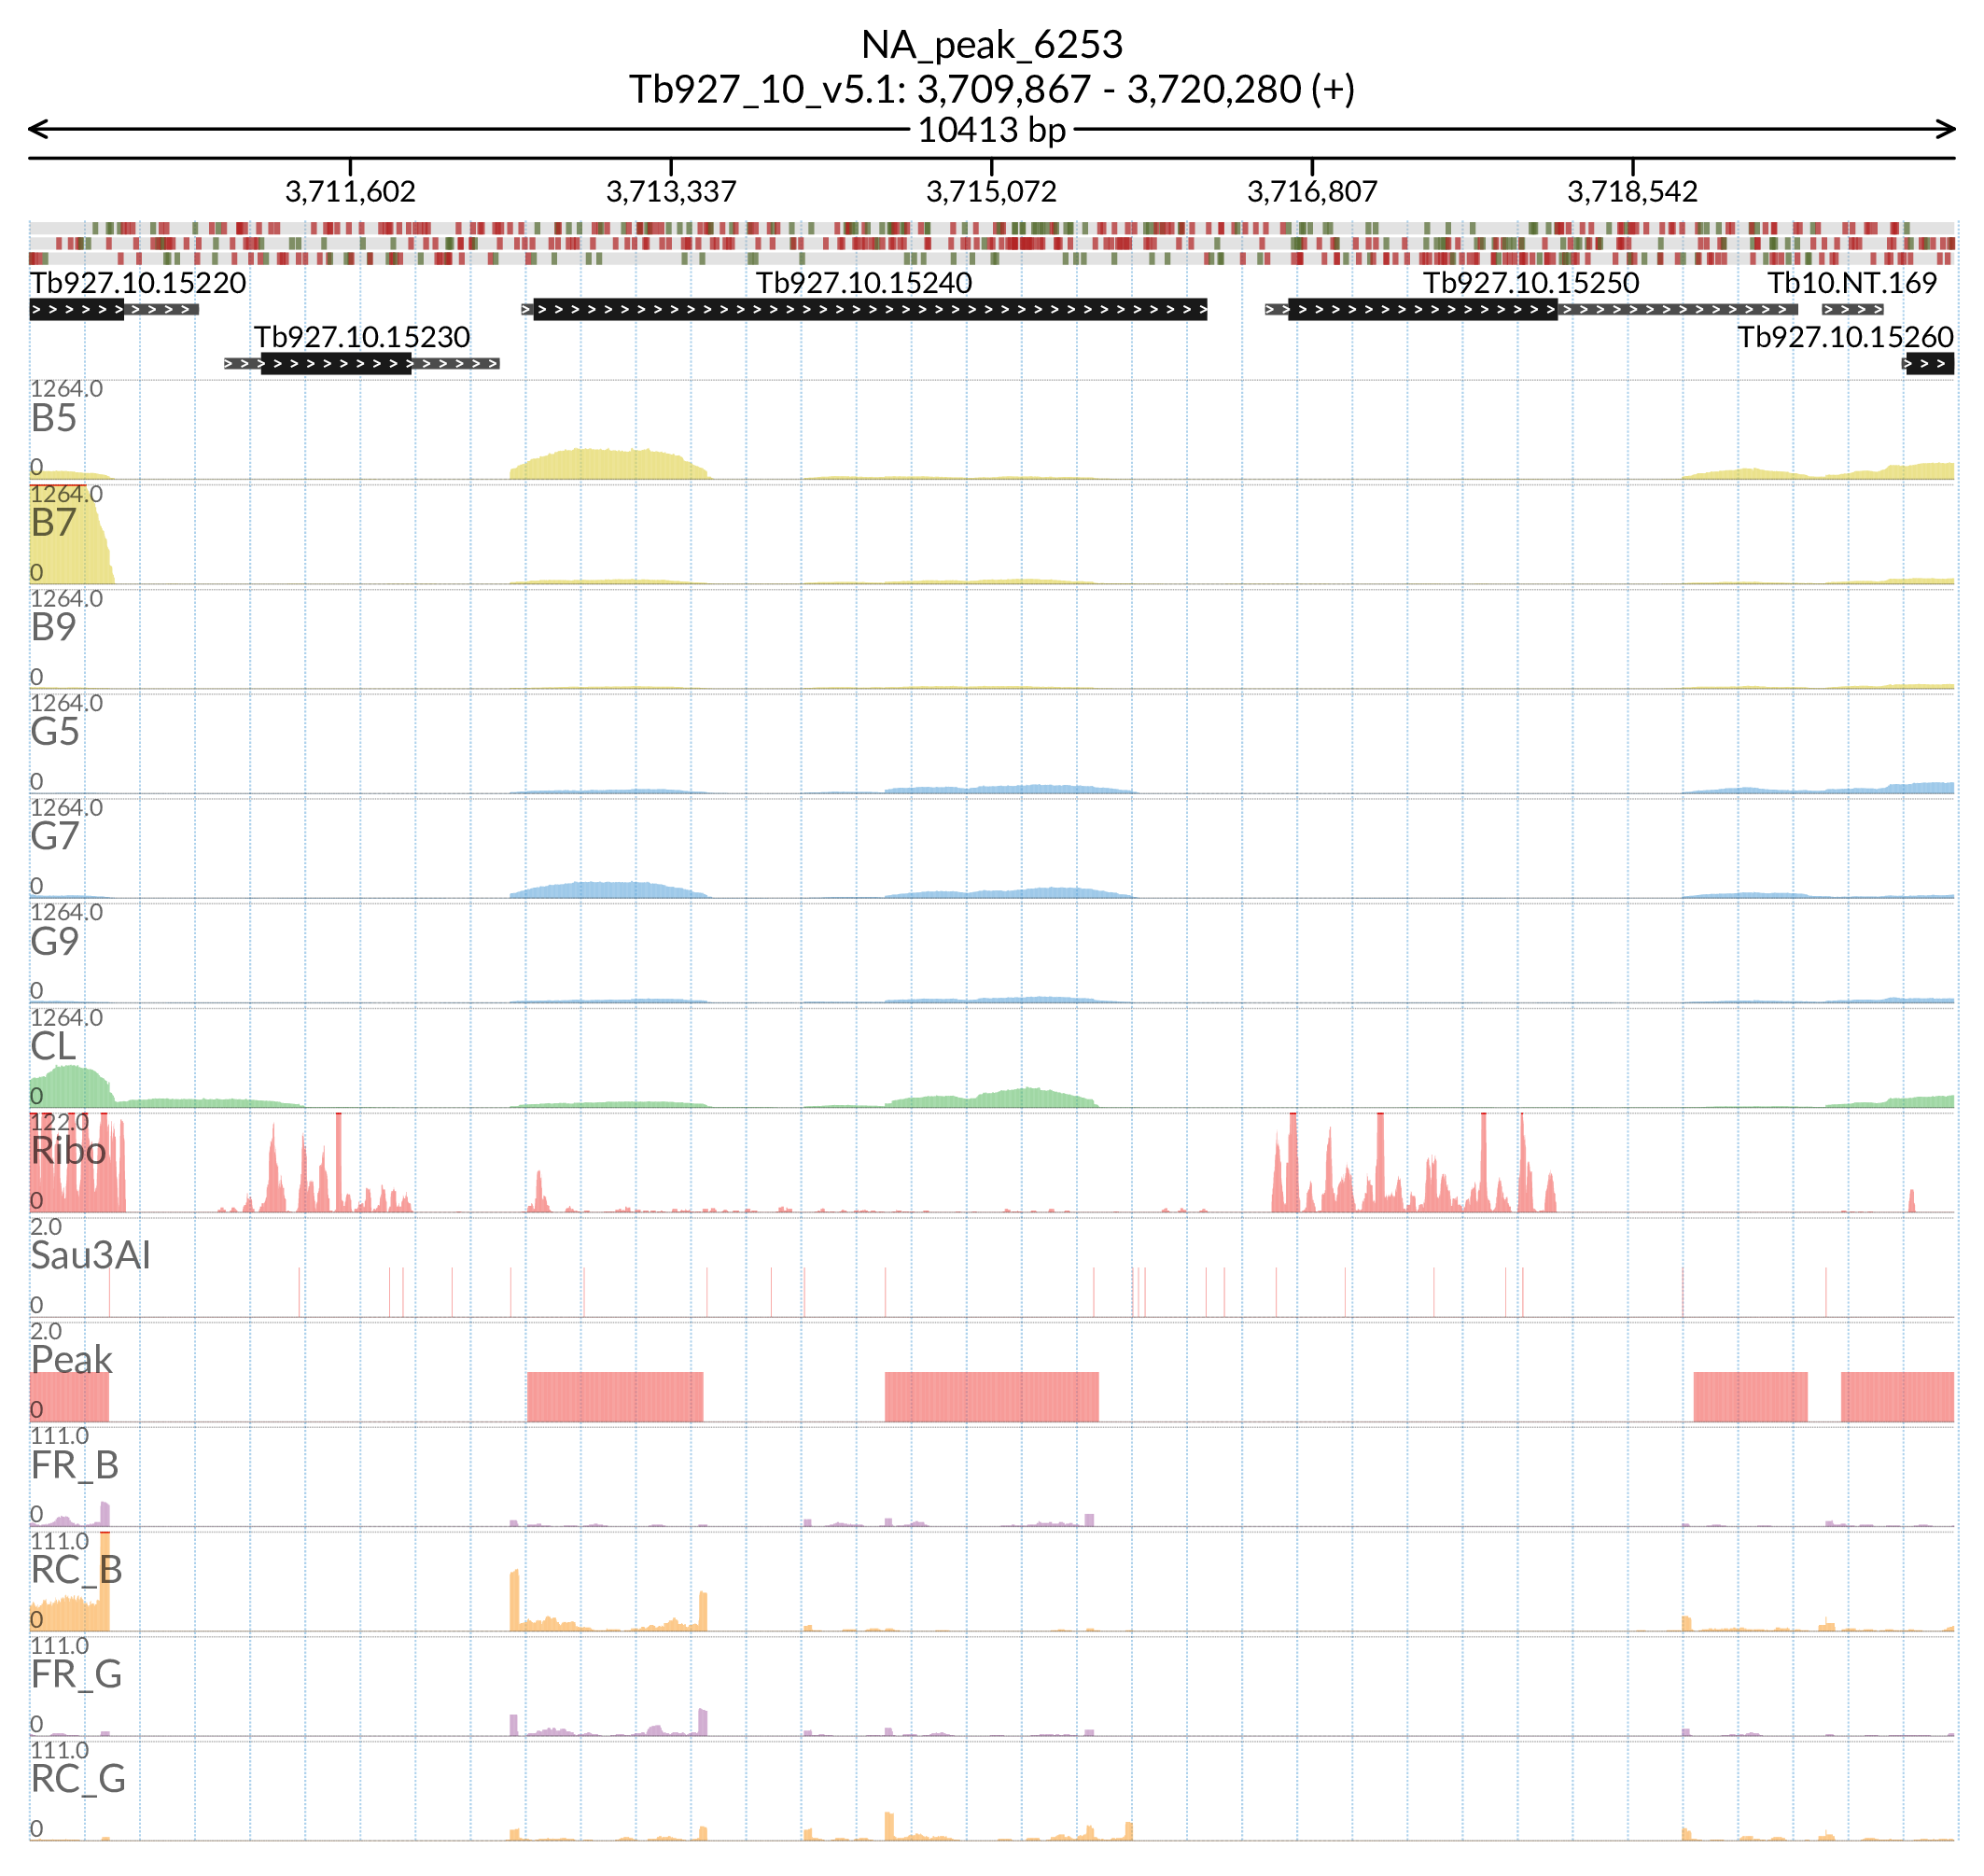 NA_peak_6253
Tb927_10_v5.1: 3,709,867 - 3,720,280 (+)
10413 bp
3,711,602 3,713,337 3,715,072 3,716,807 3,718,542
Tb927.10.15220 Tb927.10.15240 Tb927.10.15250 Tb10.NT.169
Tb927.10.15230 Tb927.10.15260
1264.0
B5
0
1264.0
B7
0
1264.0
B9
0
1264.0
G5
0
1264.0
G7
0
1264.0
G9
0
1264.0
CL
0
122.0
Ribo
0
2.0
Sau3AI
0
2.0
Peak
0
111.0
FR_B
0
111.0
RC_B
0
111.0
FR_G
0
111.0
RC_G
0